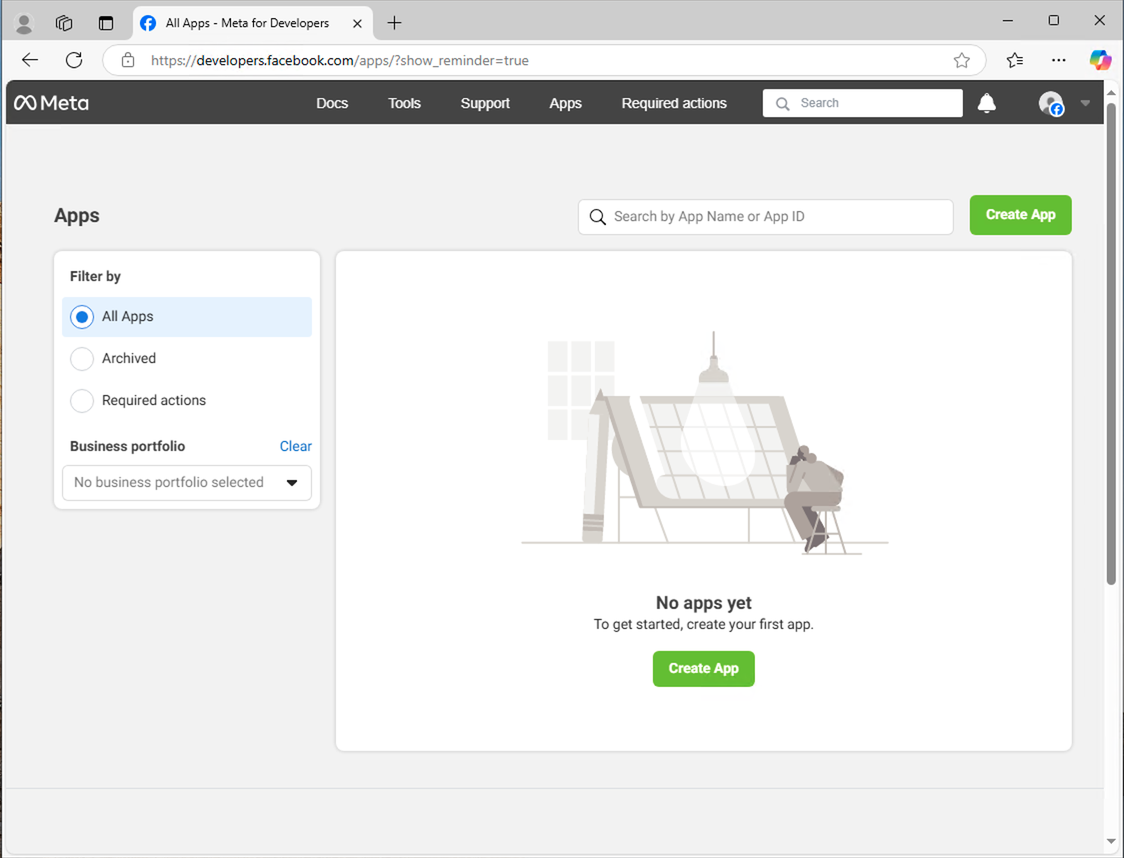 All Apps - Meta for Developers
https://developers.facebook.com/apps/?show_reminder=true
Meta
Docs
Tools
Support
Apps
Required actions
Search
Apps
Search by App Name or App ID
Create App
Filter by
All Apps
Archived
Required actions
Business portfolio
Clear
No business portfolio selected
No apps yet
To get started, create your first app.
Create App